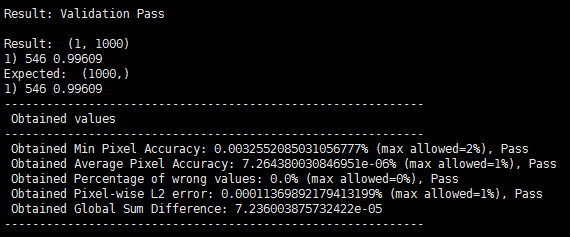 Result: Validation Pass
Result:  (1, 1000)
1) 546 0.99609
Expected:  (1000,)
1) 546 0.99609
------------------------------------------------------------
Obtained values
------------------------------------------------------------
Obtained Min Pixel Accuracy: 0.0032552085031056777% (max allowed=2%), Pass
Obtained Average Pixel Accuracy: 7.264380030846951e-06% (max allowed=1%), Pass
Obtained Percentage of wrong values: 0.0% (max allowed=0%), Pass
Obtained Pixel-wise L2 error: 0.00011369892179413199% (max allowed=1%), Pass
Obtained Global Sum Difference: 7.236003875732422e-05
------------------------------------------------------------